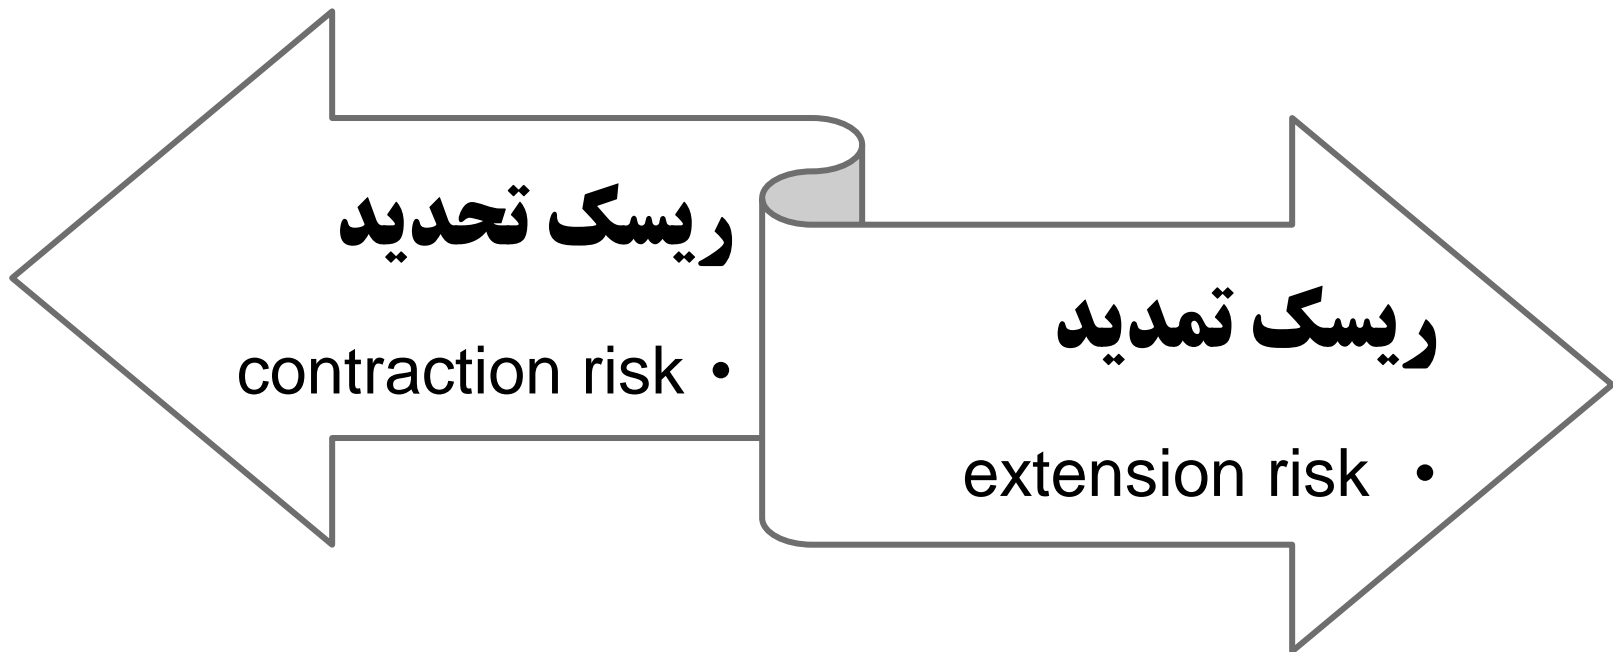 ریسک تحدید
• contraction risk
ریسک تمدید
• extension risk